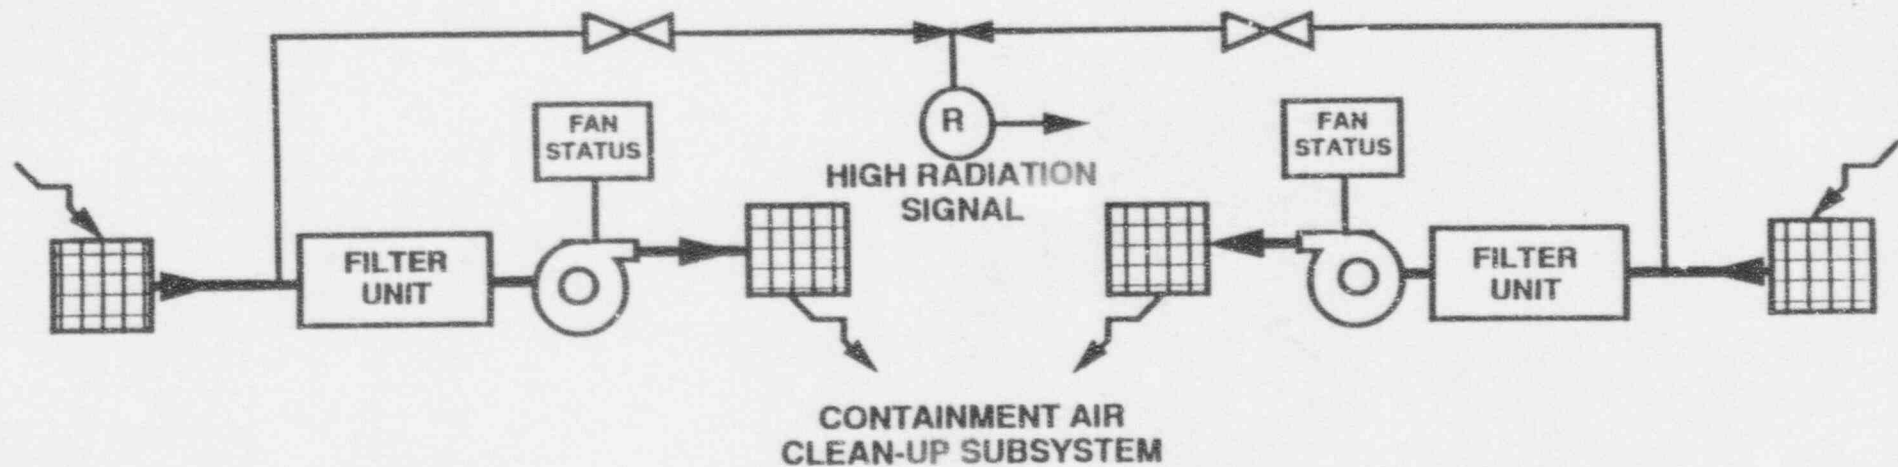 FAN
STATUS
R
HIGH RADIATION
SIGNAL
FAN
STATUS
FILTER
UNIT
FILTER
UNIT
CONTAINMENT AIR
CLEAN-UP SUBSYSTEM